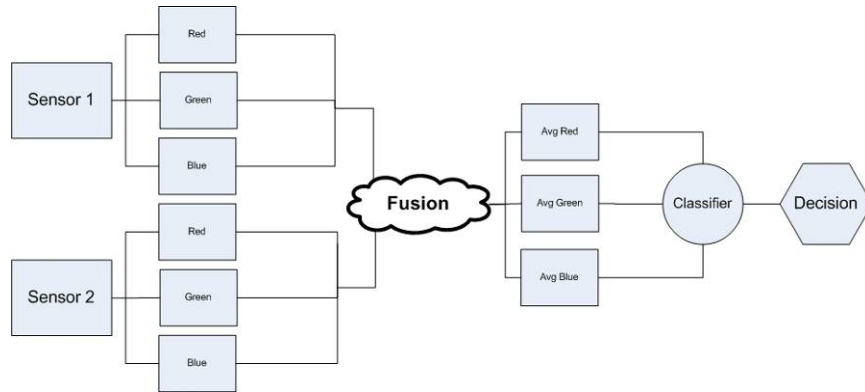 Sensor 1
Red
Green
Blue
Sensor 2
Red
Green
Blue
Fusion
Avg Red
Avg Green
Avg Blue
Classifier
Decision